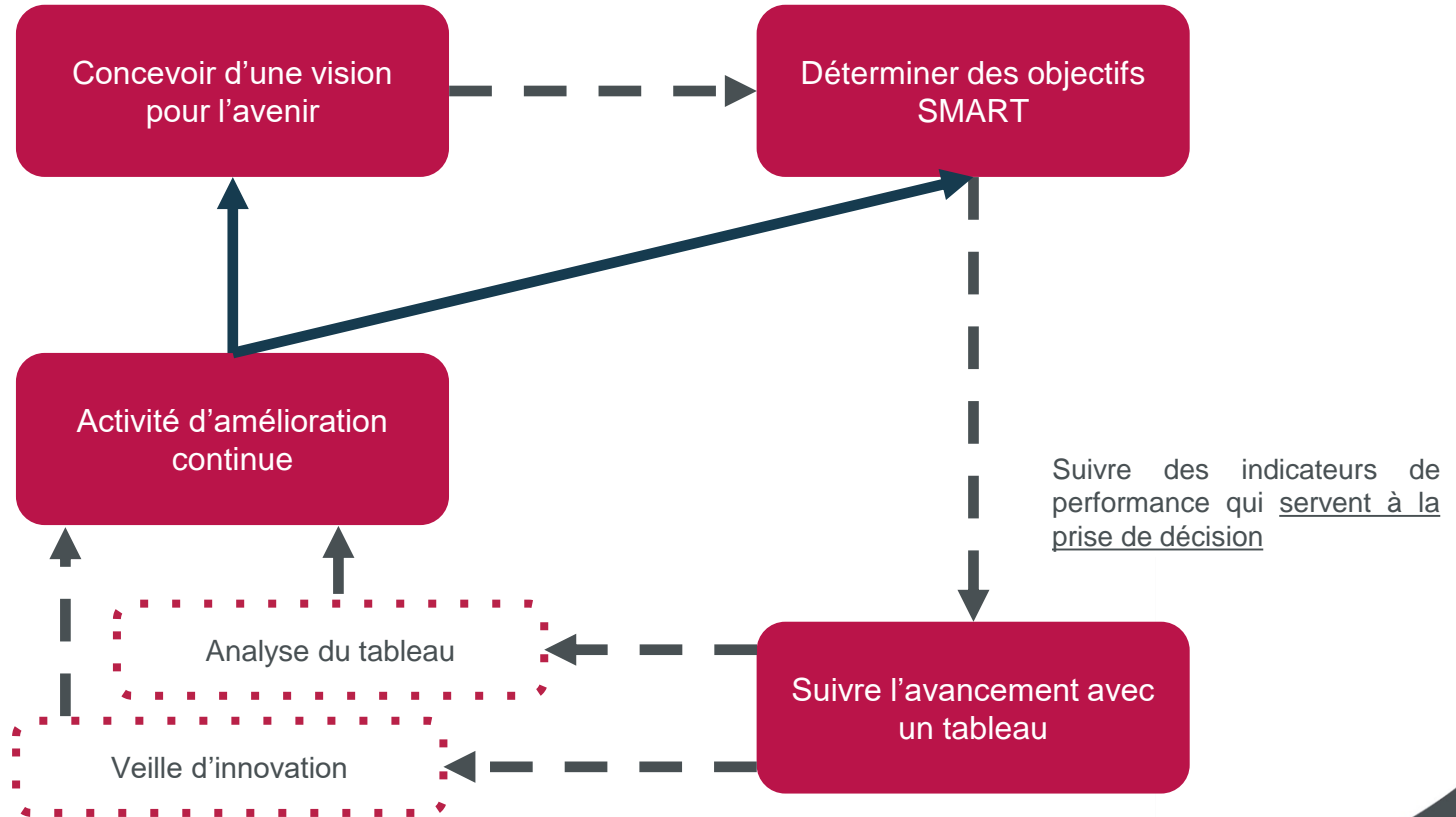 Concevoir d’une vision
pour l’avenir
Déterminer des objectifs
SMART
Activité d’amélioration
continue
Suivre des indicateurs de
performance qui servent à la
prise de décision
Analyse du tableau
Suivre l’avancement avec
un tableau
Veille d’innovation